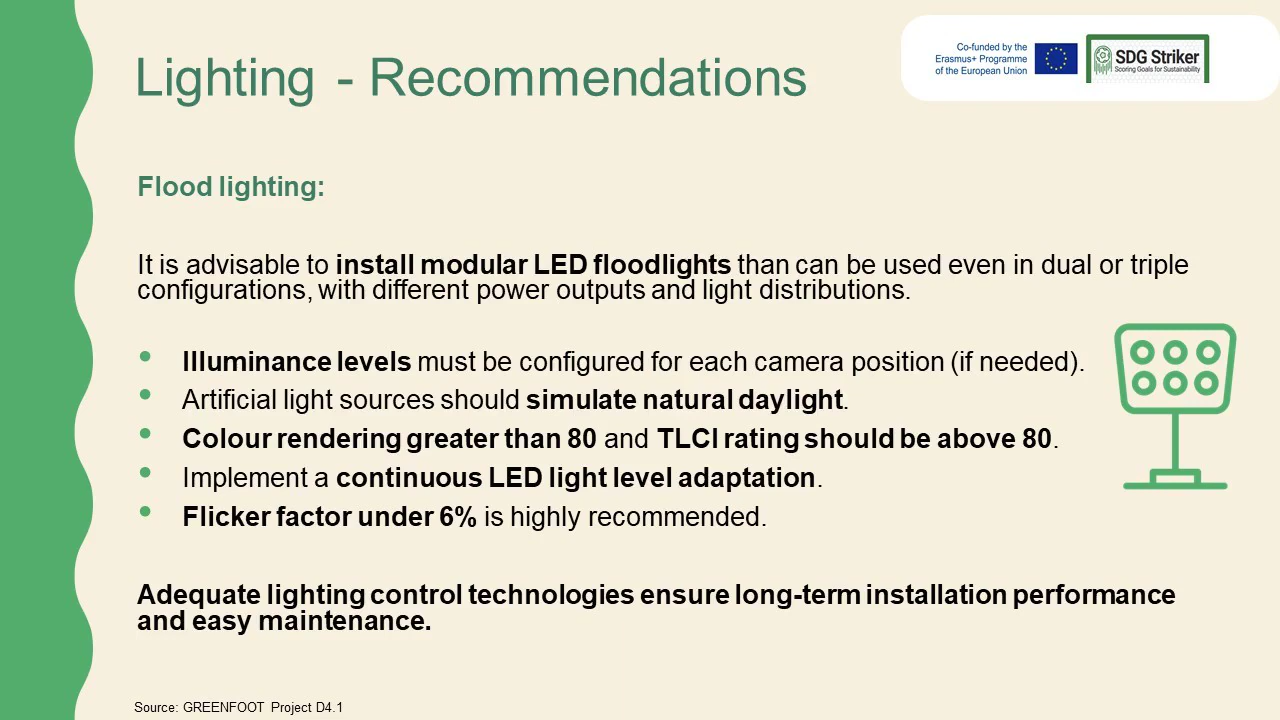 Lighting - Recommendations
Co-funded by the
Erasmus+ Programme
of the European Union
SDG Striker
Scoring Goals for Sustainability
Flood lighting:
It is advisable to install modular LED floodlights than can be used even in dual or triple
configurations, with different power outputs and light distributions.
• Illuminance levels must be configured for each camera position (if needed).
• Artificial light sources should simulate natural daylight.
• Colour rendering greater than 80 and TLCI rating should be above 80.
• Implement a continuous LED light level adaptation.
• Flicker factor under 6% is highly recommended.
Adequate lighting control technologies ensure long-term installation performance
and easy maintenance.
Source: GREENFOOT Project D4.1